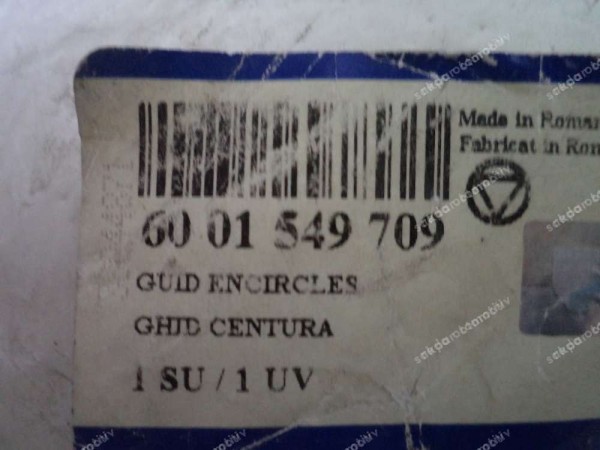 Made in Roman
Fabricat in Rom
60 01 549 709
GUID ENCIRCLES
GHID CENTURA
1 SU / 1 UV